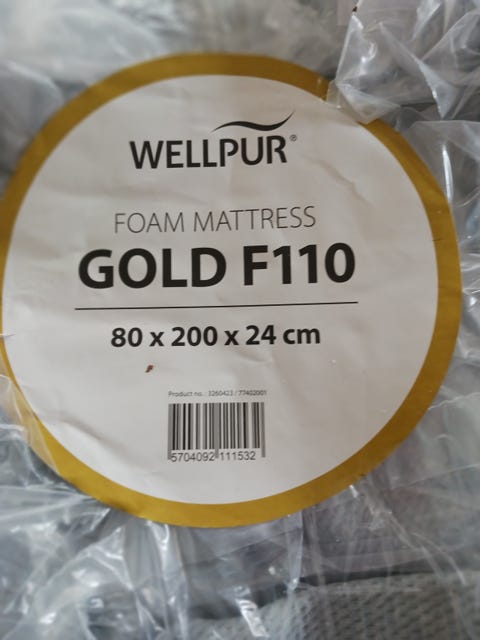 WELLPUR®
FOAM MATTRESS
GOLD F110
80 x 200 x 24 cm
Product no.: 3260423 / 77402001
5704092 111532